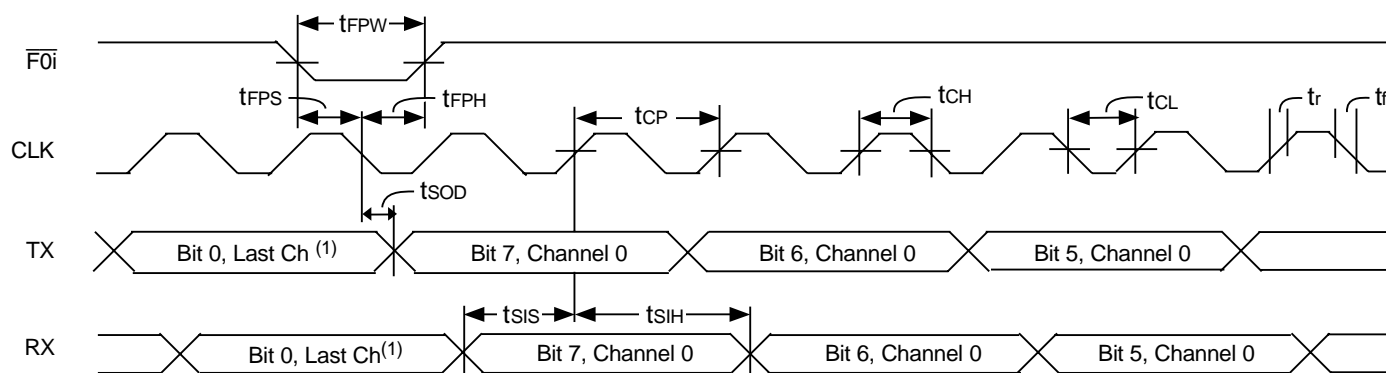 tFPW
F0i
tFPS
tFPH
tCP
tCH
tCL
tr
tf
CLK
tSOD
TX
Bit 0, Last Ch (1)
Bit 7, Channel 0
Bit 6, Channel 0
Bit 5, Channel 0
tSIS
tSIH
RX
Bit 0, Last Ch(1)
Bit 7, Channel 0
Bit 6, Channel 0
Bit 5, Channel 0